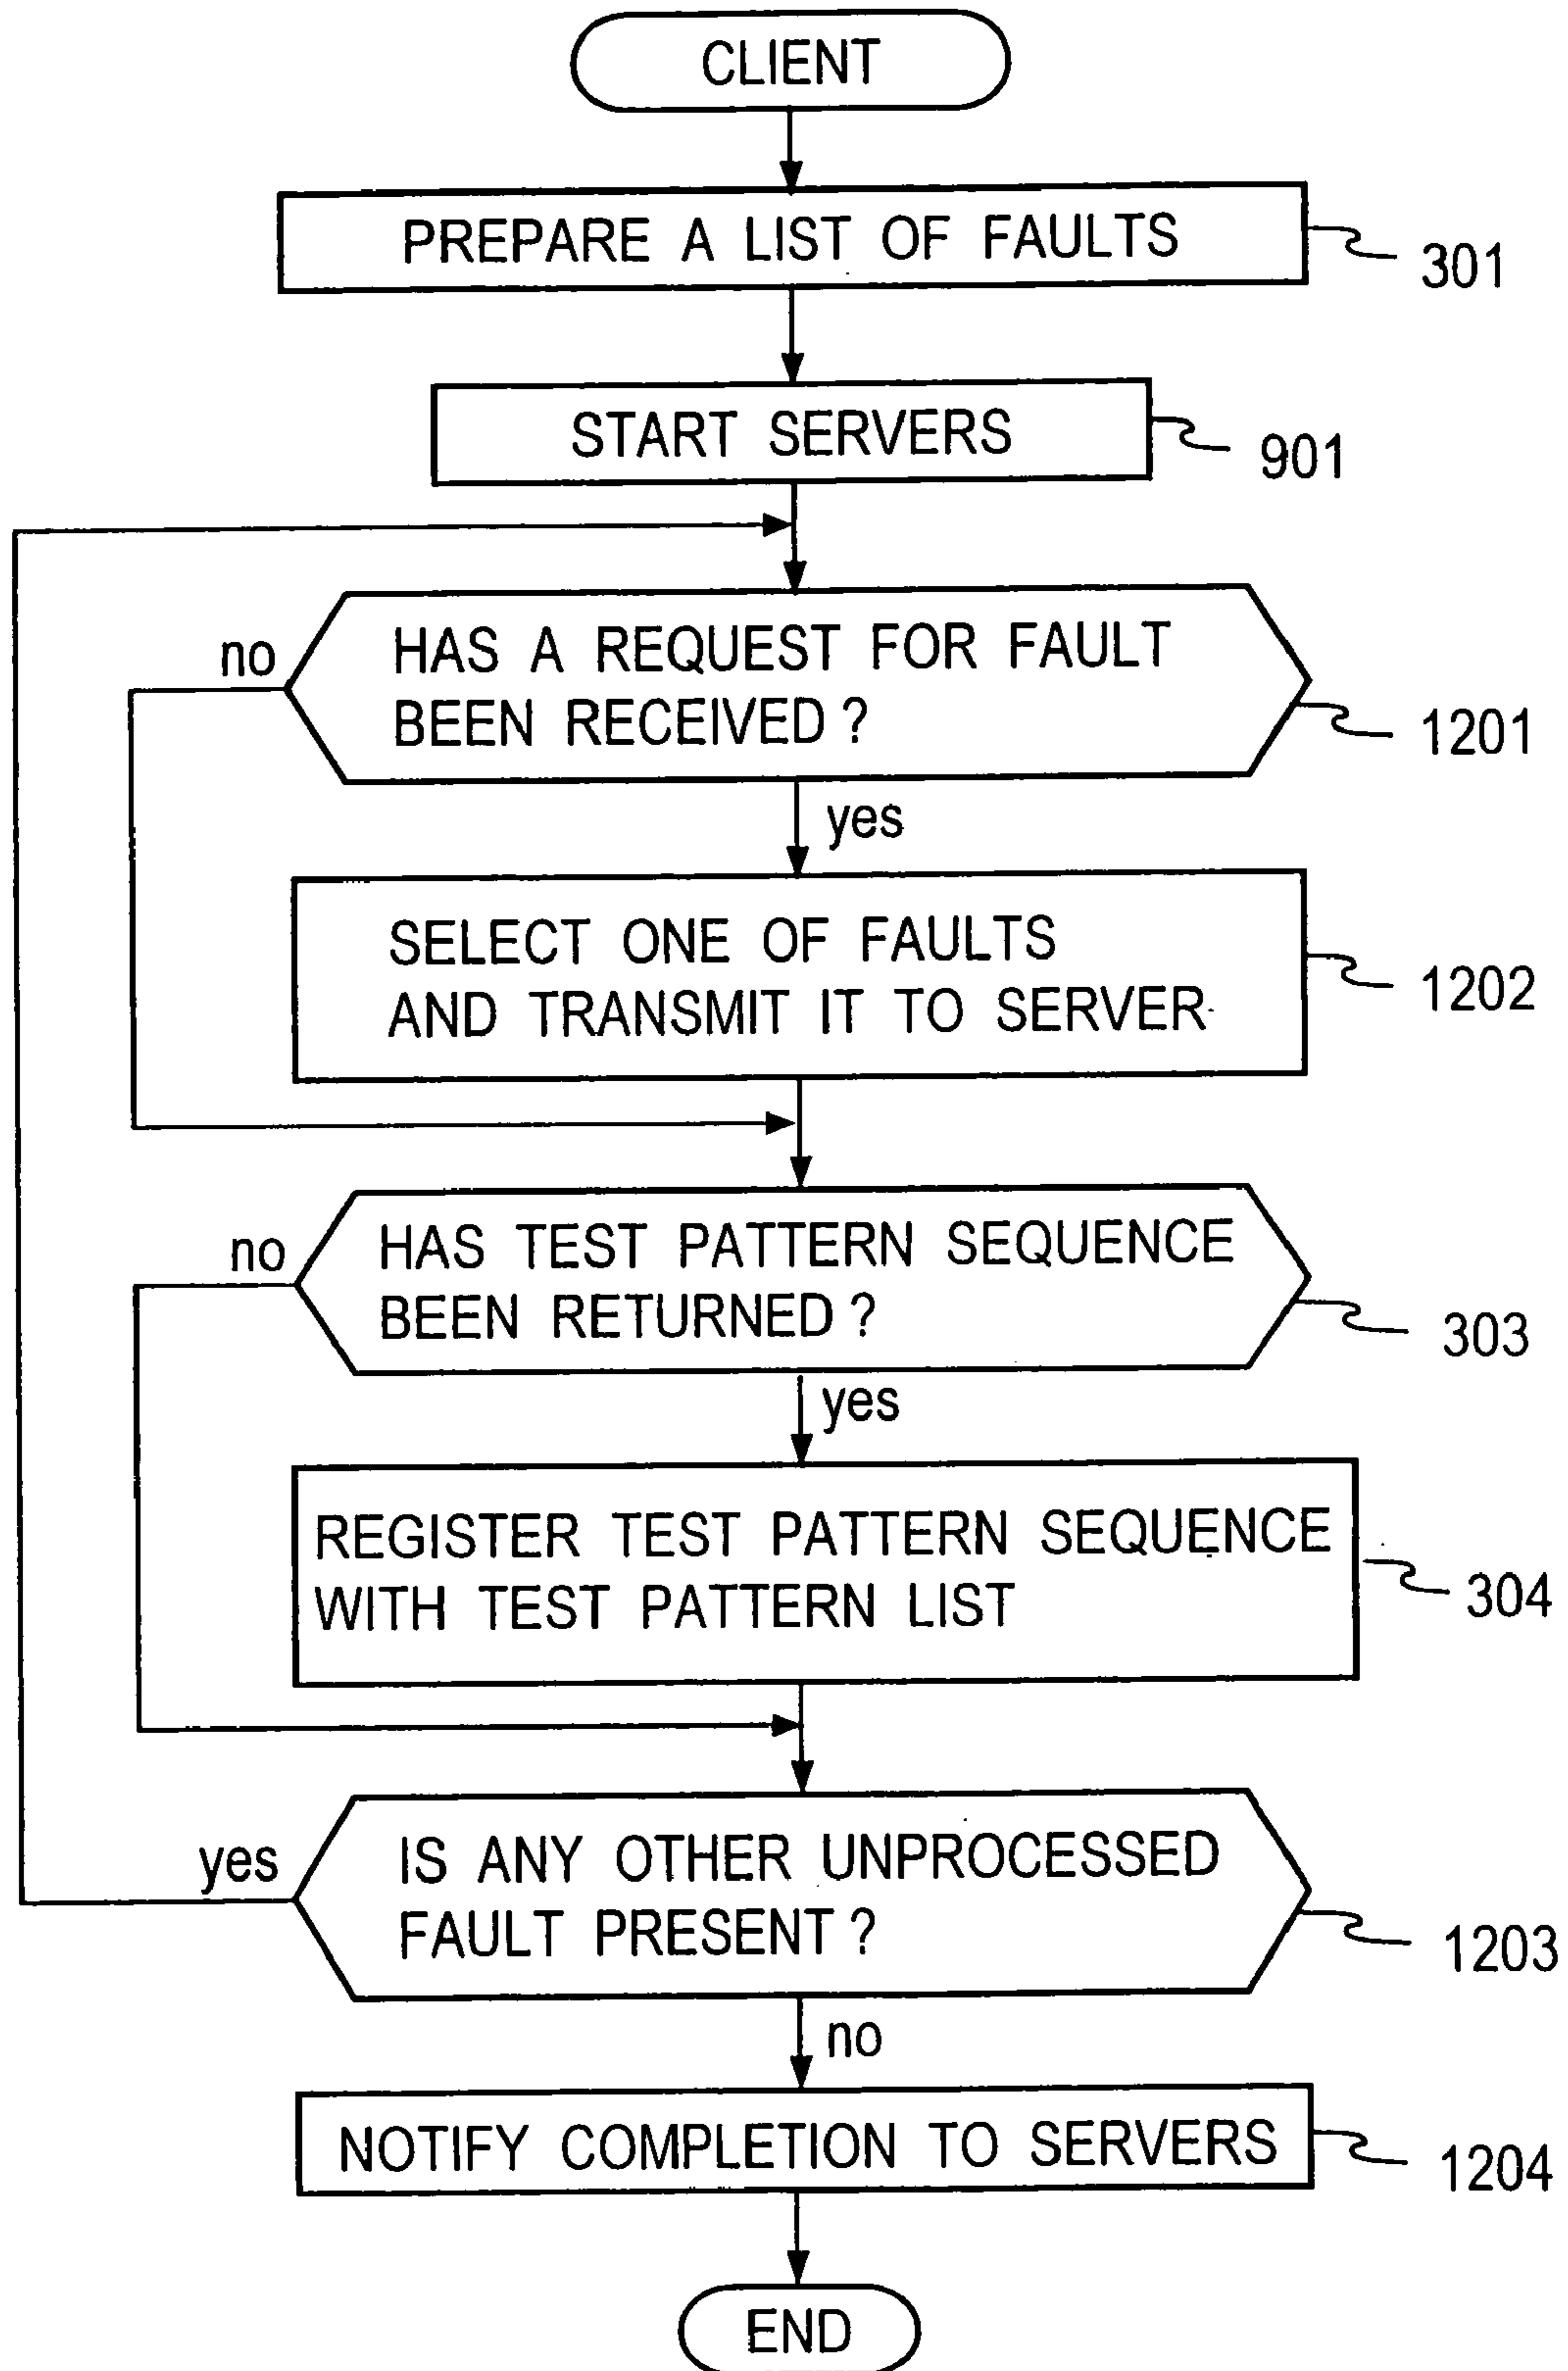 CLIENT
PREPARE A LIST OF FAULTS
301
START SERVERS
901
no
HAS A REQUEST FOR FAULT
BEEN RECEIVED ?
1201
yes
SELECT ONE OF FAULTS
AND TRANSMIT IT TO SERVER
1202
no
HAS TEST PATTERN SEQUENCE
BEEN RETURNED ?
303
yes
REGISTER TEST PATTERN SEQUENCE
WITH TEST PATTERN LIST
304
yes
IS ANY OTHER UNPROCESSED
FAULT PRESENT ?
1203
no
NOTIFY COMPLETION TO SERVERS
1204
END